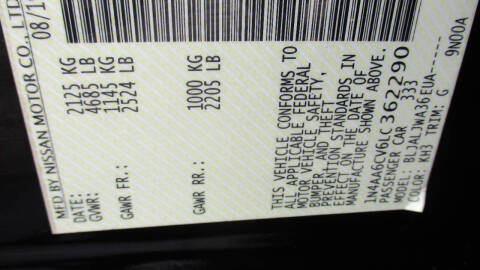 MFD BY NISSAN MOTOR CO., LTD.
DATE: 08/19
GVWR: 2125 KG
4685 LB
GAWR FR.: 1145 KG
2524 LB
GAWR RR.: 1000 KG
2205 LB
THIS VEHICLE CONFORMS TO
ALL APPLICABLE FEDERAL
MOTOR VEHICLE SAFETY,
BUMPER, AND THEFT
PREVENTION STANDARDS IN
EFFECT ON THE DATE OF
MANUFACTURE SHOWN ABOVE.
1N4AA6CV6LC362290
PASSENGER CAR 333
MODEL: BLJALJWA36EUA-----
COLOR: KH3 TRIM: G
9N00A